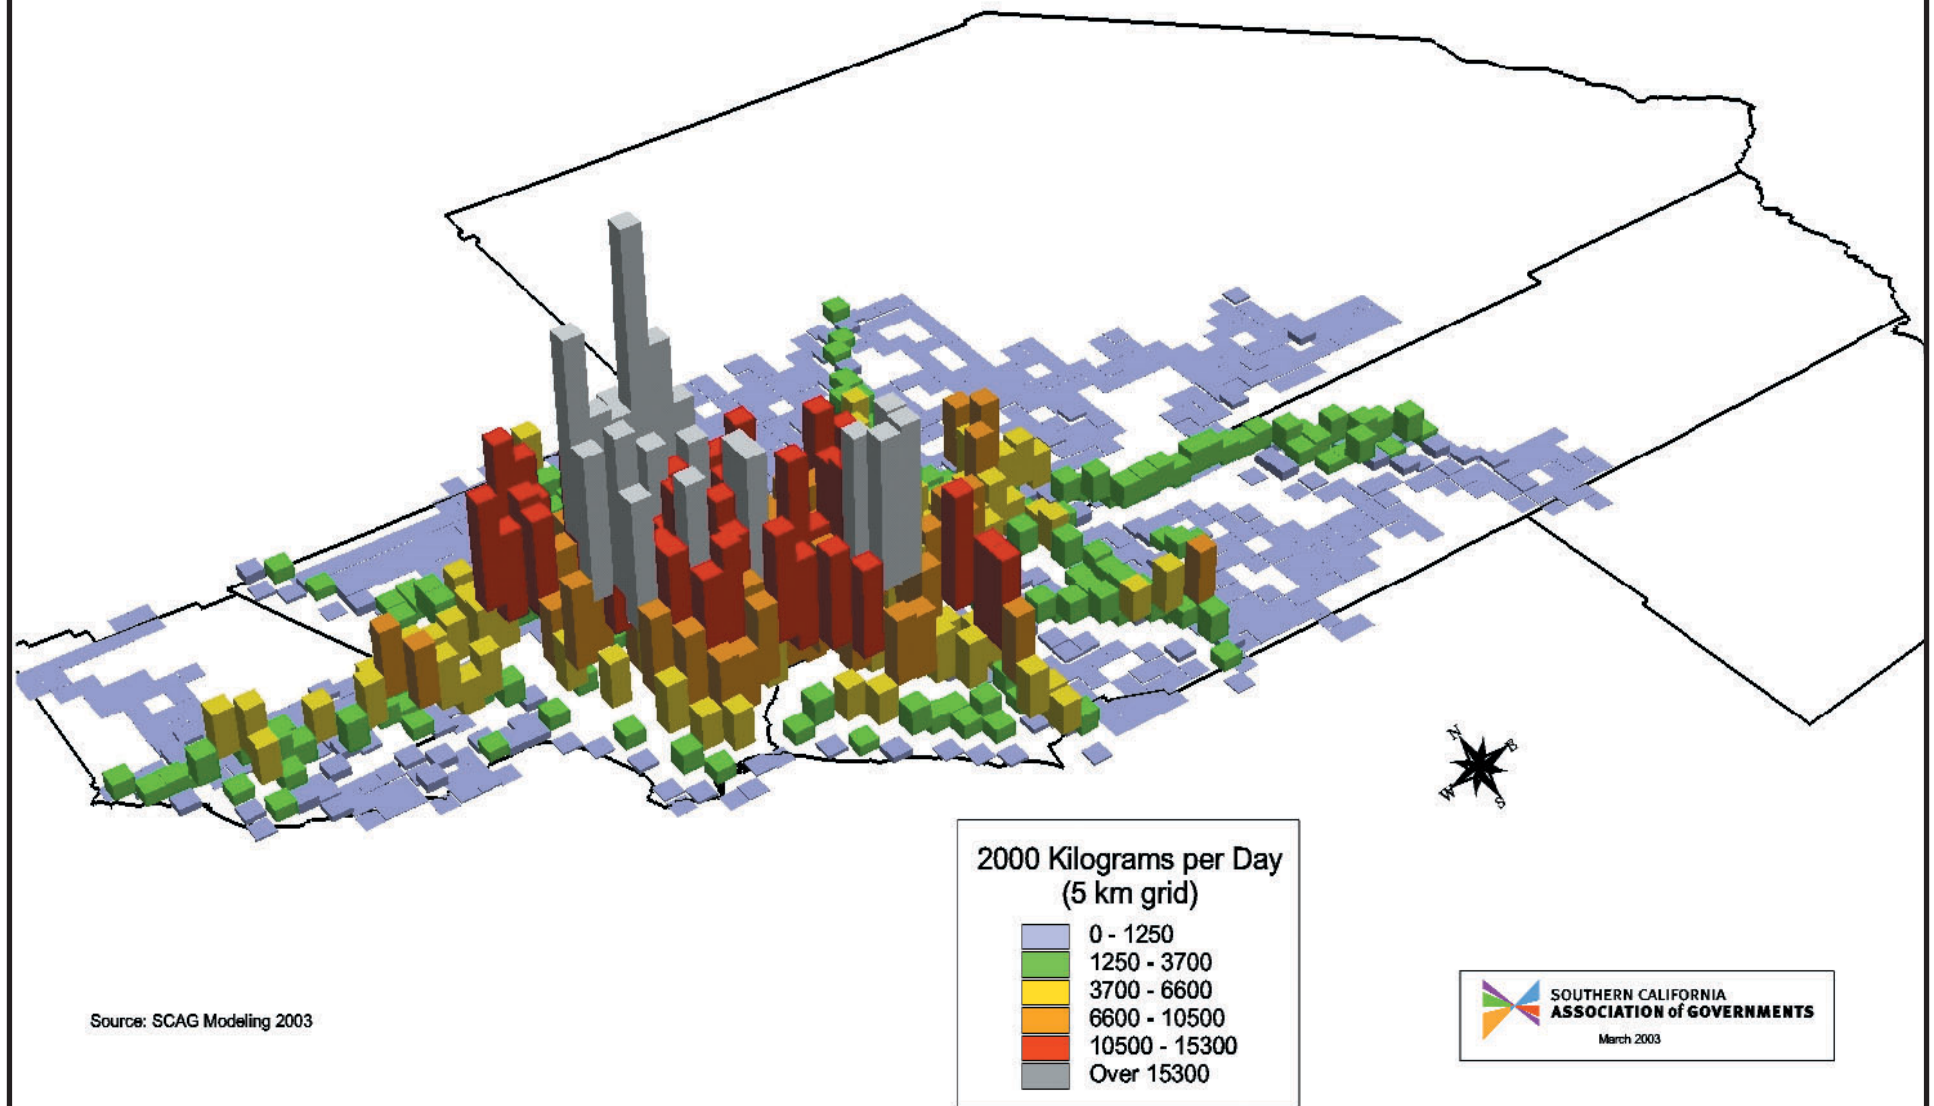 N
E
W
S
2000 Kilograms per Day
(5 km grid)
0 - 1250
1250 - 3700
3700 - 6600
6600 - 10500
10500 - 15300
Over 15300
Source: SCAG Modeling 2003
SOUTHERN CALIFORNIA
ASSOCIATION of GOVERNMENTS
March 2003